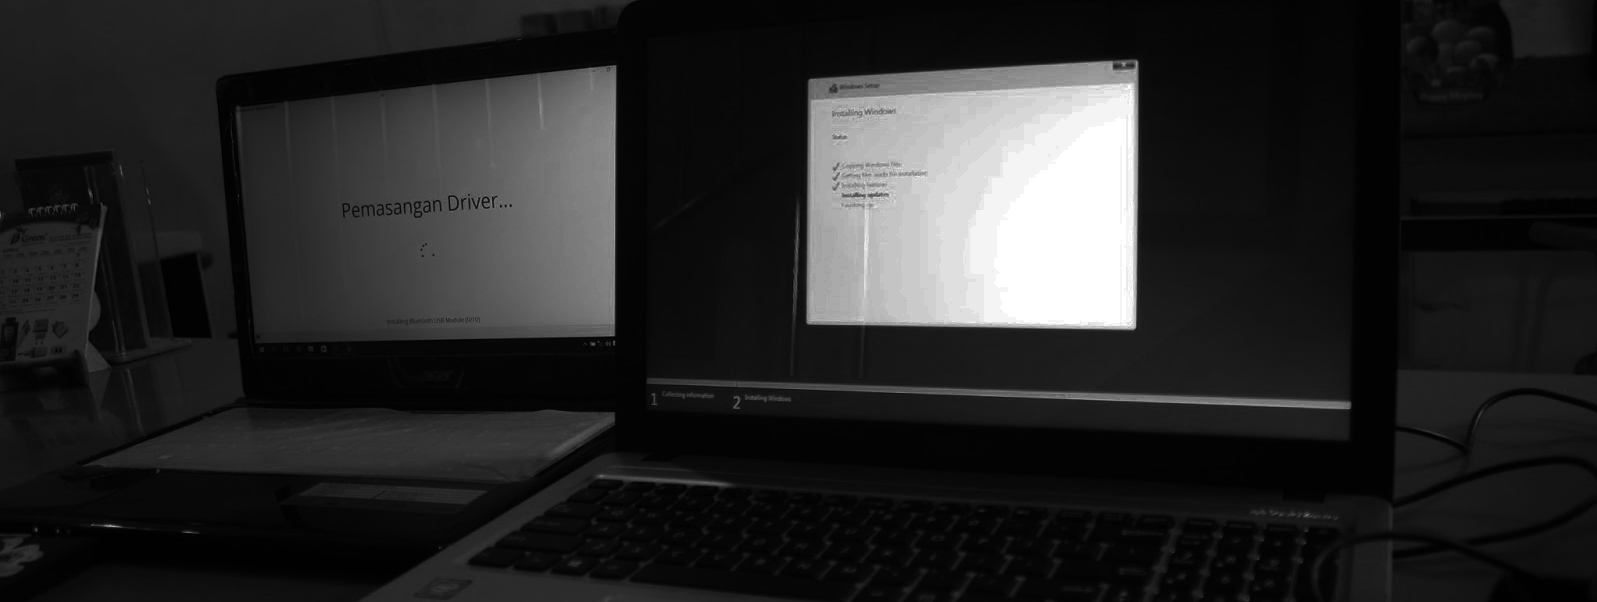 Pemasangan Driver...
Installing Bluetooth USB Module
Windows Setup
Installing Windows
Status
Copying Windows files
Getting files ready for installation
Installing features
Installing updates
Finishing up
1 Collecting information
2 Installing Windows